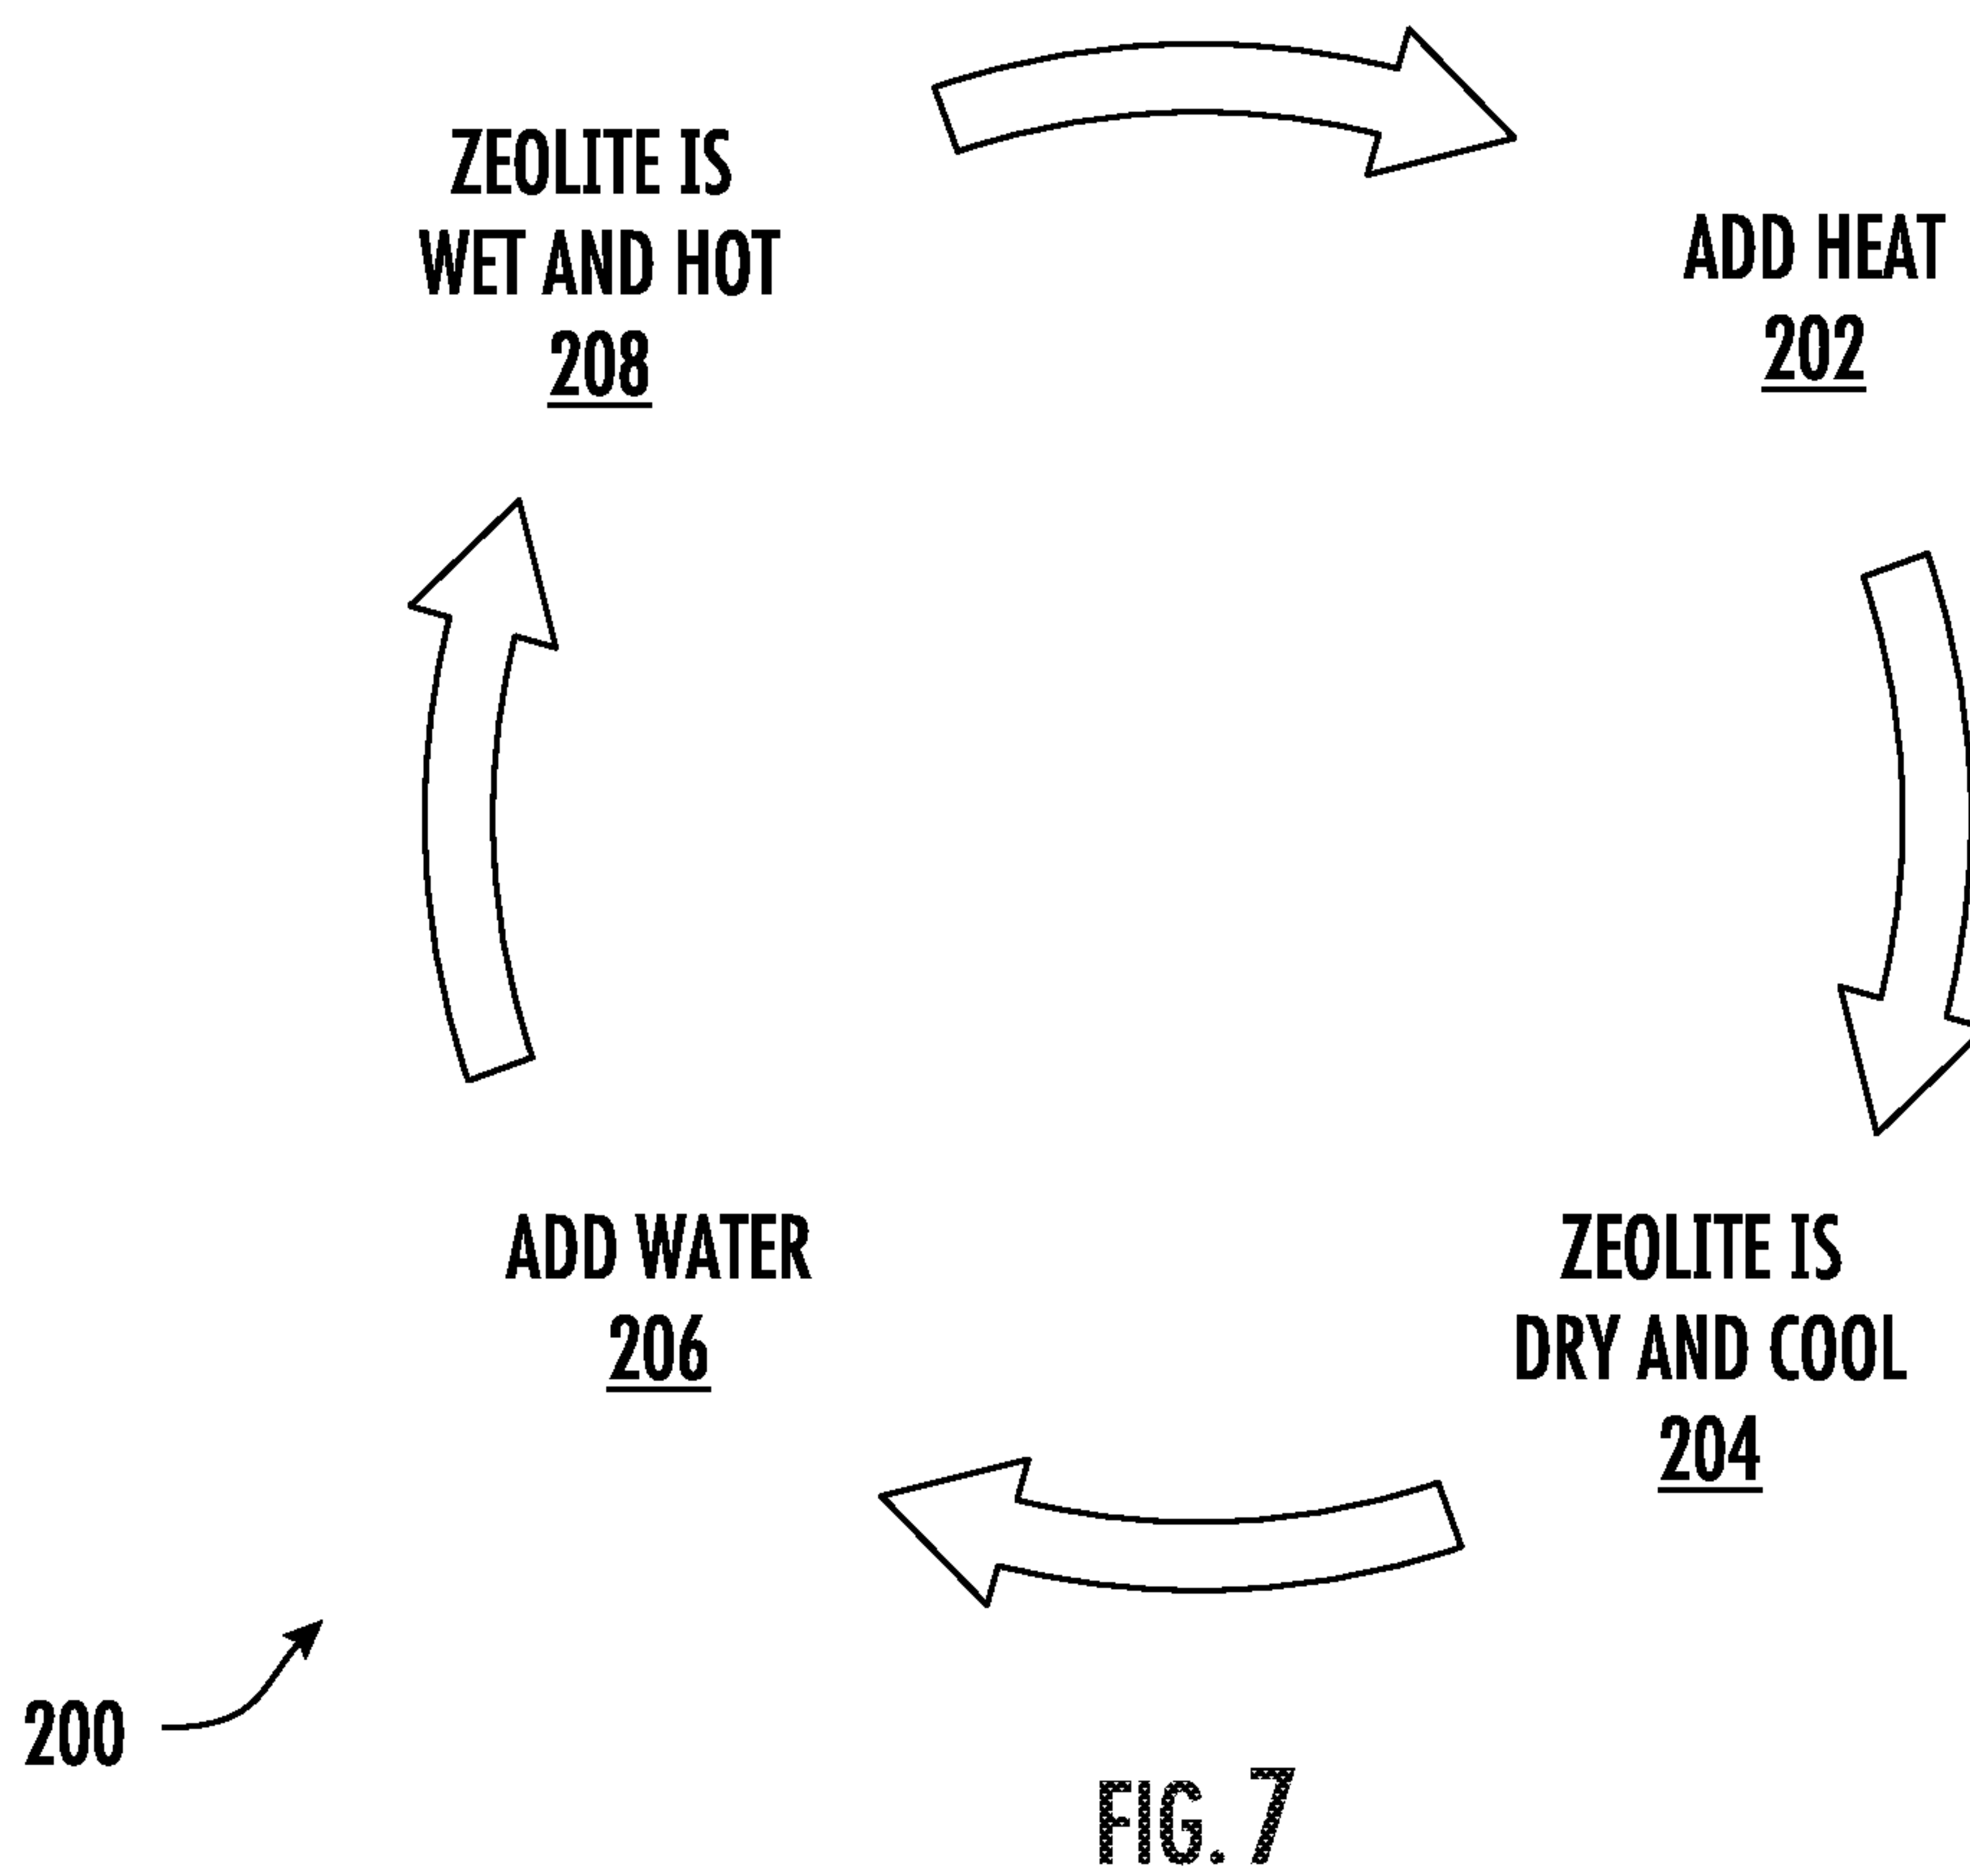 ZEOLITE IS
WET AND HOT
208
ADD HEAT
202
ADD WATER
206
ZEOLITE IS
DRY AND COOL
204
200
FIG. 7